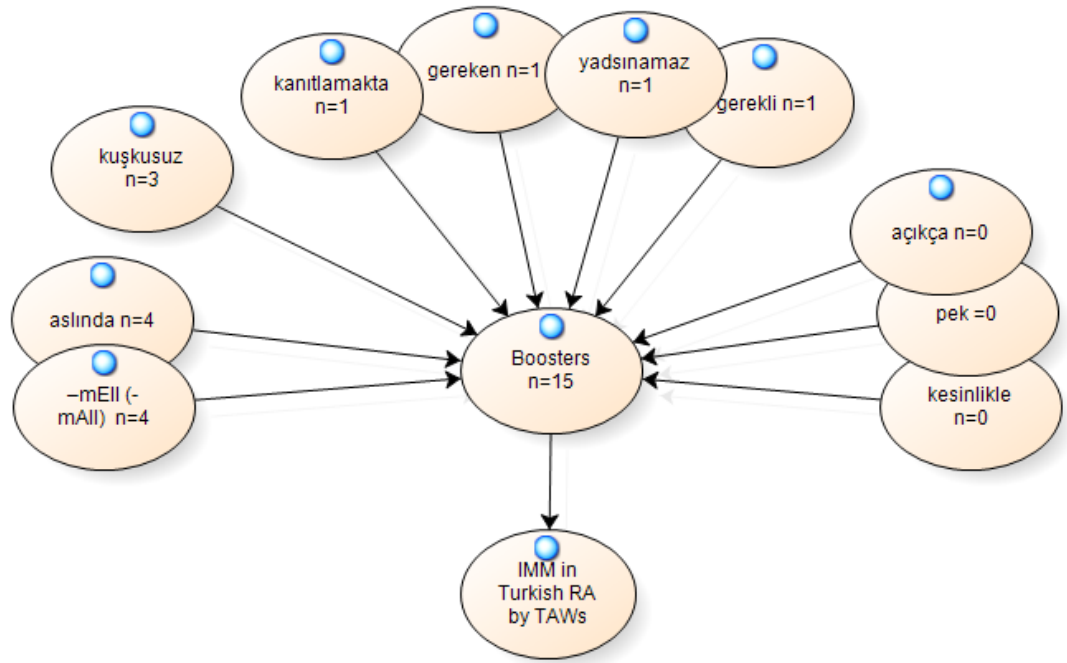 kanıtlamakta
n=1
gereken n=1
yadsınamaz
n=1
gerekli n=1
kuşkusuz
n=3
açıkça n=0
aslında n=4
pek =0
Boosters
n=15
–mEll (-
mAll) n=4
kesinlikle
n=0
IMM in
Turkish RA
by TAWs